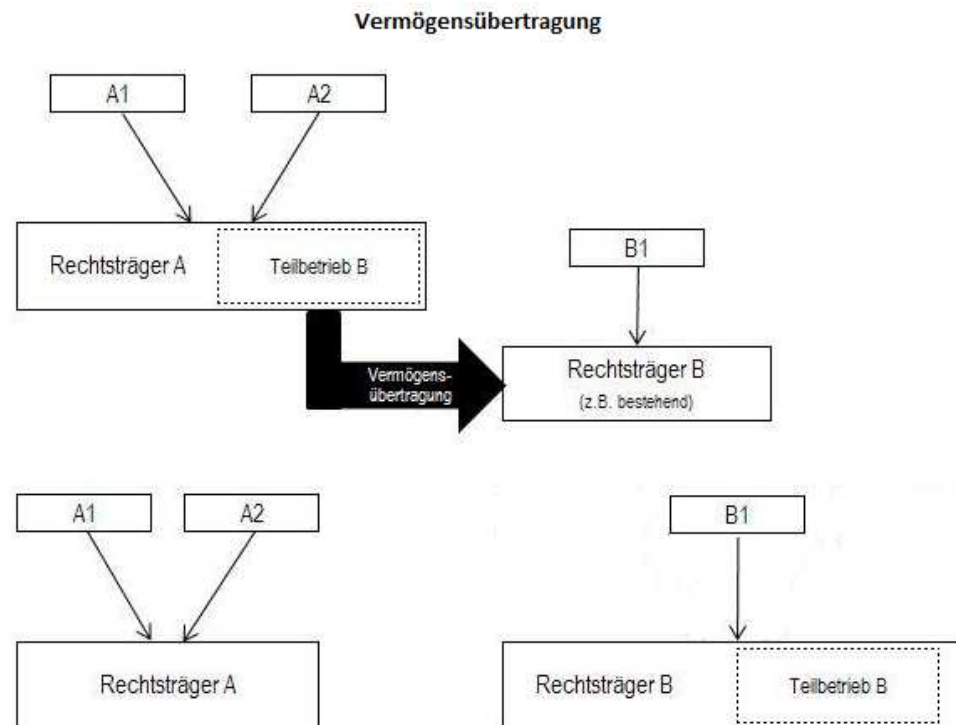 Vermögensübertragung
A1
A2
Rechtsträger A
Teilbetrieb B
B1
Vermögens-
übertragung
Rechtsträger B
(z.B. bestehend)
A1
A2
B1
Rechtsträger A
Rechtsträger B
Teilbetrieb B